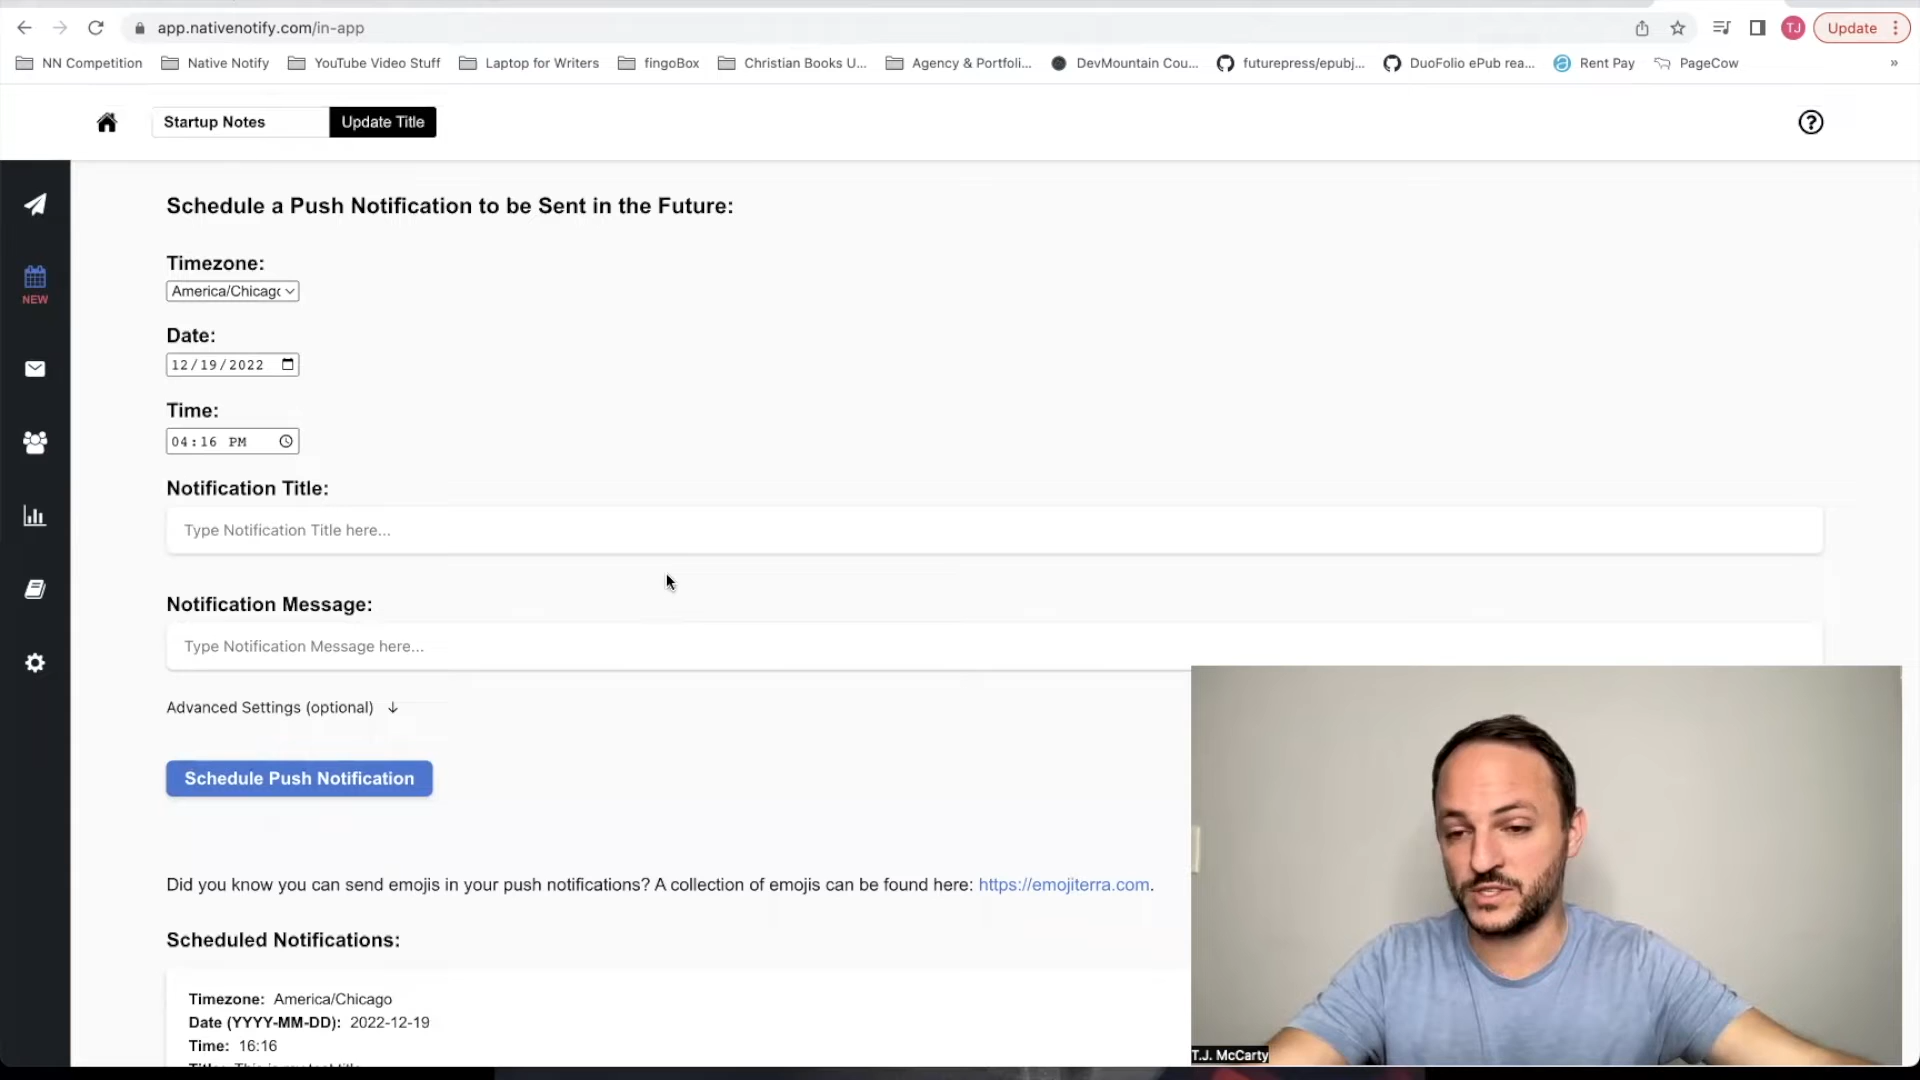 app.nativenotify.com/in-app
TJ
Update
NN Competition
Native Notify
YouTube Video Stuff
Laptop for Writers
fingoBox
Christian Books U...
Agency & Portfoli...
DevMountain Cou...
futurepress/epubj...
DuoFolio ePub rea...
Rent Pay
PageCow
»
Startup Notes
Update Title
Schedule a Push Notification to be Sent in the Future:
NEW
Timezone:
America/Chicago
Date:
12/19/2022
Time:
04:16 PM
Notification Title:
Type Notification Title here...
Notification Message:
Type Notification Message here...
Advanced Settings (optional) ↓
Schedule Push Notification
Did you know you can send emojis in your push notifications? A collection of emojis can be found here: https://emojiterra.com.
Scheduled Notifications:
Timezone: America/Chicago
Date (YYYY-MM-DD): 2022-12-19
Time: 16:16
T.J. McCarty